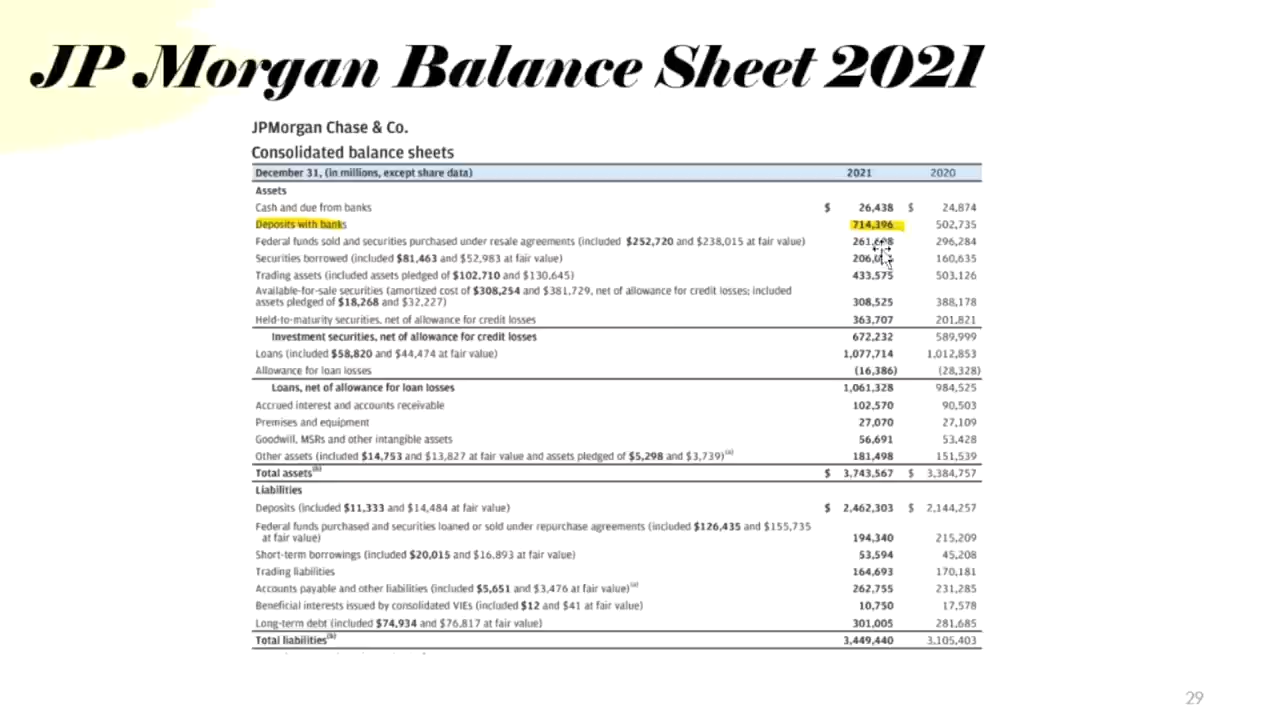 JP Morgan Balance Sheet 2021
JPMorgan Chase & Co.
Consolidated balance sheets
December 31, (in millions, except share data) 2021 2020
Assets
Cash and due from banks $ 26,438 $ 24,874
Deposits with banks 714,396 502,735
Federal funds sold and securities purchased under resale agreements (included $252,720 and $238,015 at fair value) 296,284
Securities borrowed (included $81,463 and $52,983 at fair value) 160,635
Trading assets (included assets pledged of $102,710 and $130,645) 433,575 503,126
Available-for-sale securities (amortized cost of $308,254 and $381,729, net of allowance for credit losses; included
assets pledged of $18,268 and $32,227) 308,525 388,178
Held-to-maturity securities, net of allowance for credit losses 363,707 201,821
Investment securities, net of allowance for credit losses 672,232 589,999
Loans (included $58,820 and $44,474 at fair value) 1,077,714 1,012,853
Allowance for loan losses (16,386) (28,328)
Loans, net of allowance for loan losses 1,061,328 984,525
Accrued interest and accounts receivable 102,570 90,503
Premises and equipment 27,070 27,109
Goodwill, MSRs and other intangible assets 56,691 53,428
Other assets (included $14,753 and $13,827 at fair value and assets pledged of $5,298 and $3,739)(a) 181,498 151,539
Total assets(b) $ 3,743,567 $ 3,384,757
Liabilities
Deposits (included $11,333 and $14,484 at fair value) $ 2,462,303 $ 2,144,257
Federal funds purchased and securities loaned or sold under repurchase agreements (included $126,435 and $155,735
at fair value) 194,340 215,209
Short-term borrowings (included $20,015 and $16,893 at fair value) 53,594 45,208
Trading liabilities 164,693 170,181
Accounts payable and other liabilities (included $5,651 and $3,476 at fair value)(a) 262,755 231,285
Beneficial interests issued by consolidated VIEs (included $12 and $41 at fair value) 10,750 17,578
Long-term debt (included $74,934 and $76,817 at fair value) 301,005 281,685
Total liabilities(b) 3,449,440 3,105,403
29